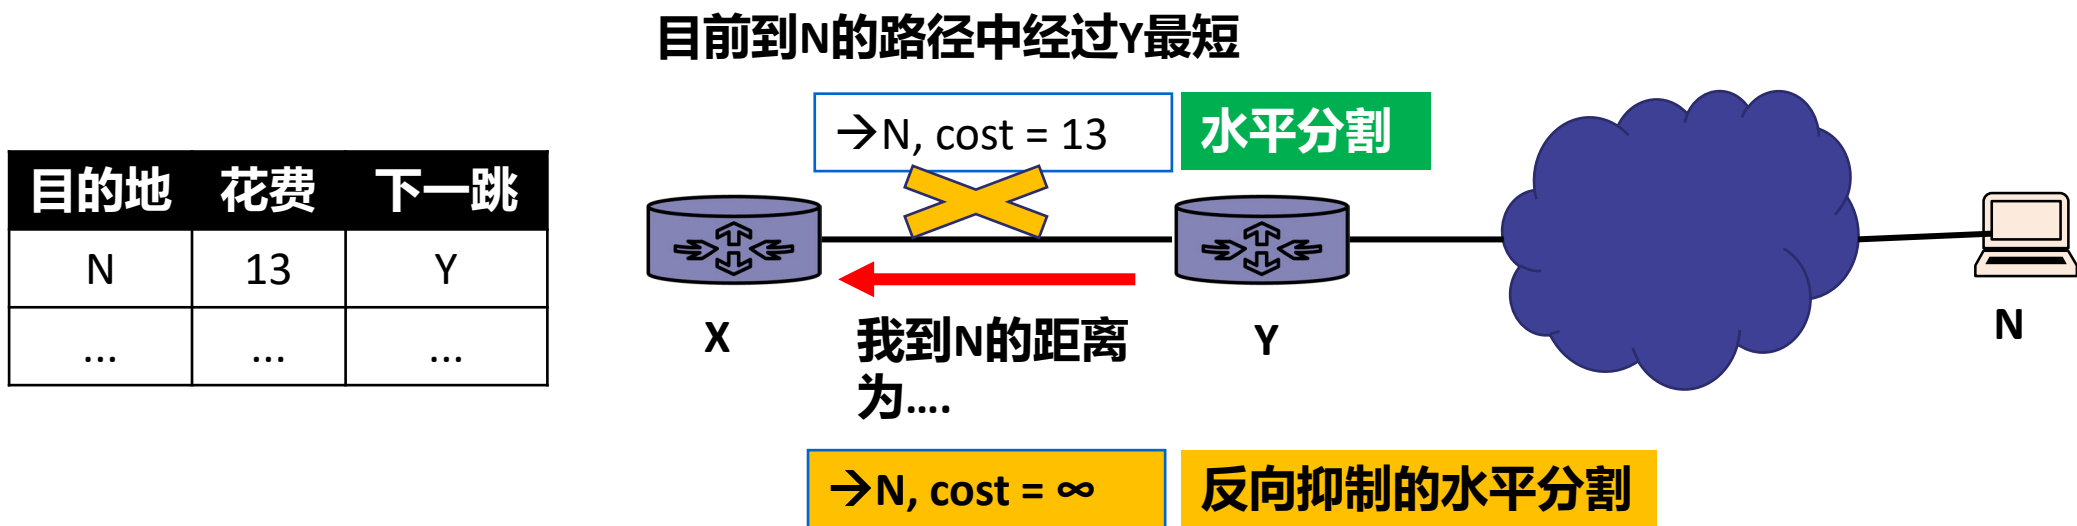 目前到N的路径中经过Y最短
→N, cost = 13
水平分割
目的地 花费 下一跳
N 13 Y
... ... ...
X
我到N的距离
为....
Y
N
→N, cost = ∞
反向抑制的水平分割